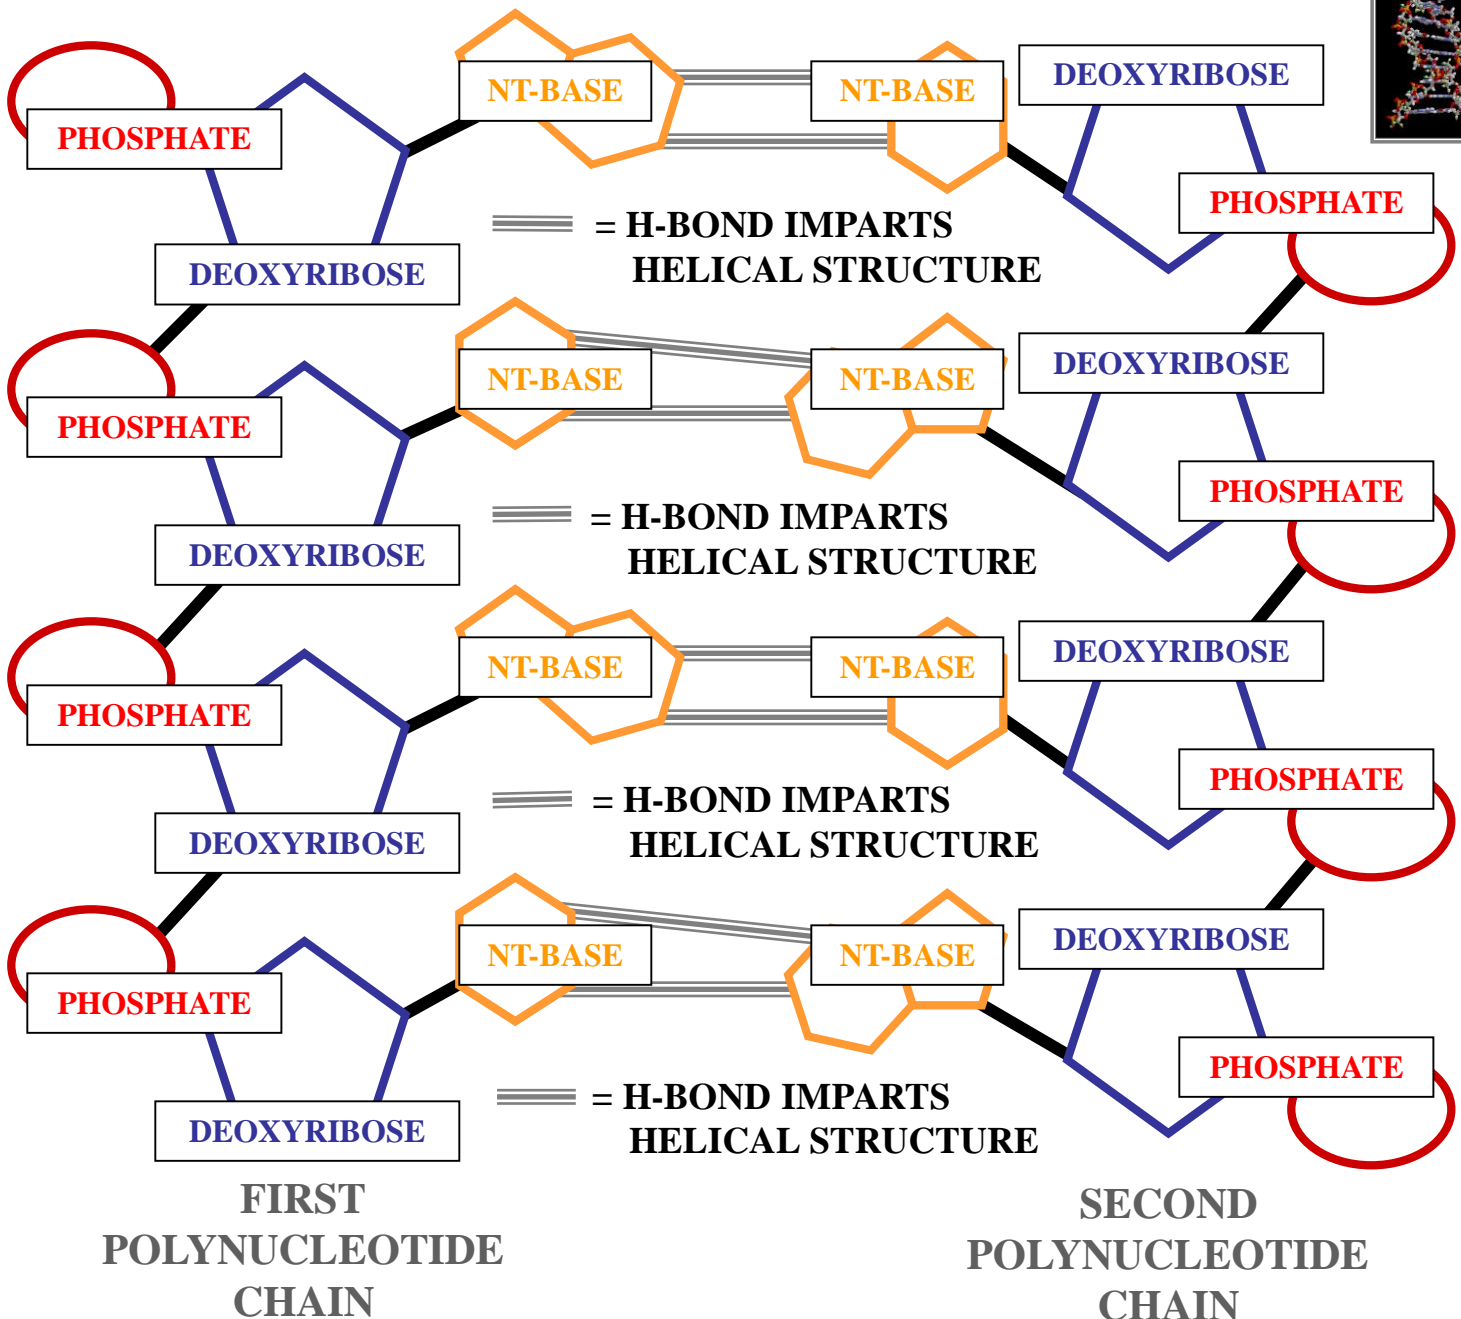 NT-BASE NT-BASE DEOXYRIBOSE
PHOSPHATE
PHOSPHATE
= H-BOND IMPARTS
HELICAL STRUCTURE
DEOXYRIBOSE
NT-BASE NT-BASE DEOXYRIBOSE
PHOSPHATE
PHOSPHATE
= H-BOND IMPARTS
HELICAL STRUCTURE
DEOXYRIBOSE
NT-BASE NT-BASE DEOXYRIBOSE
PHOSPHATE
PHOSPHATE
= H-BOND IMPARTS
HELICAL STRUCTURE
DEOXYRIBOSE
NT-BASE NT-BASE DEOXYRIBOSE
PHOSPHATE
PHOSPHATE
= H-BOND IMPARTS
HELICAL STRUCTURE
DEOXYRIBOSE
FIRST
POLYNUCLEOTIDE
CHAIN
SECOND
POLYNUCLEOTIDE
CHAIN